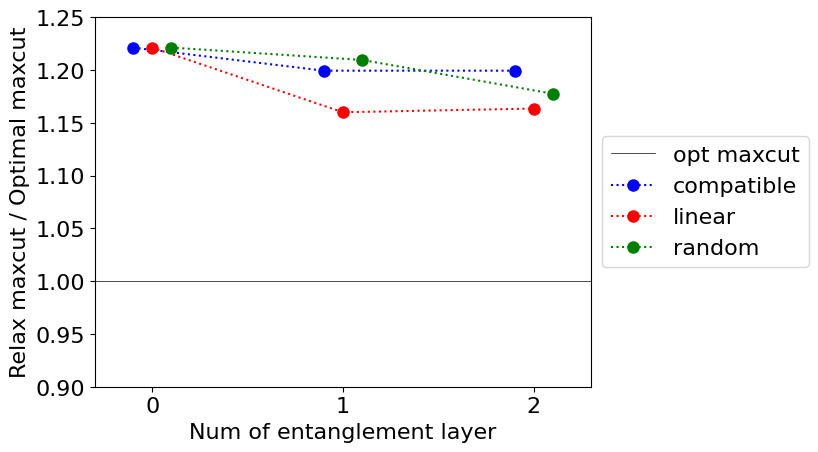 Relax maxcut / Optimal maxcut
1.25
1.20
1.15
1.10
1.05
1.00
0.95
0.90
0 1 2
Num of entanglement layer
opt maxcut
compatible
linear
random